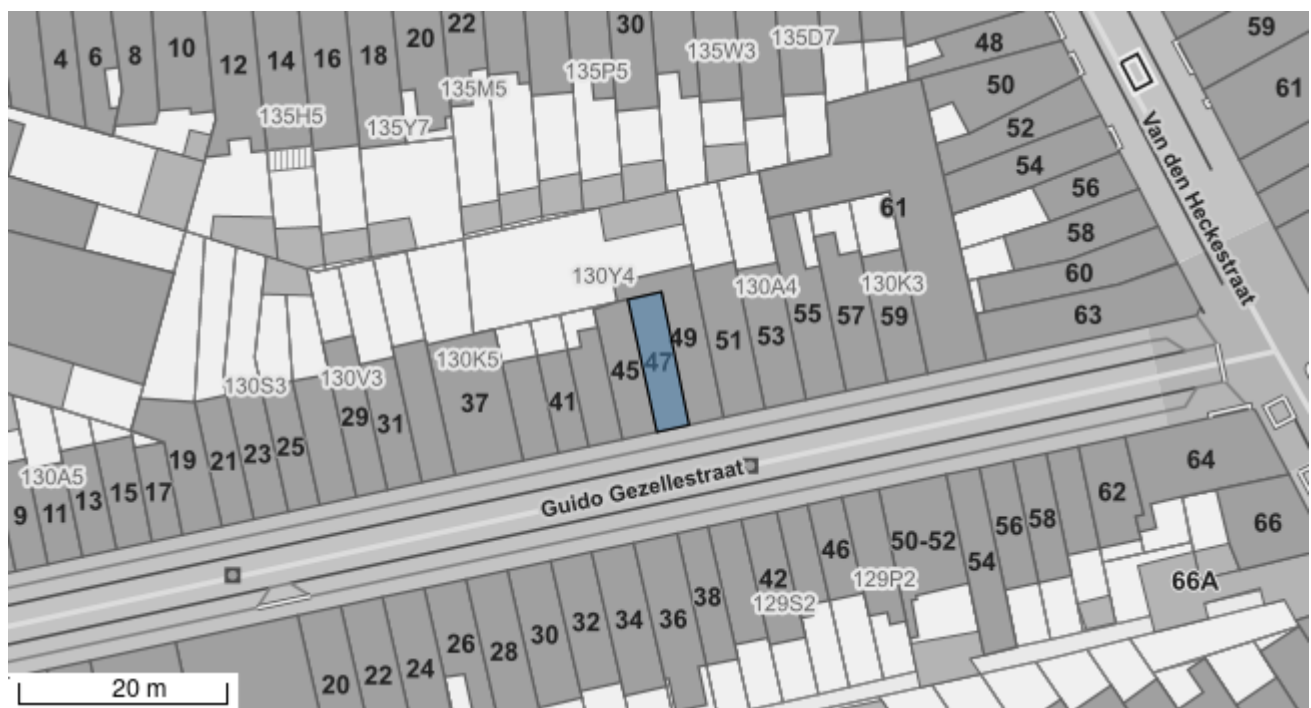 4 6 8 10 12 14 16 18 20 22 30 48 59
135W3 135D7
50 61
135M5 135P5
135H5 135Y7 52
54
56
61 58
130Y4 130A4 130K3 60
55 57 59 63
Van den Heckestraat
130S3 130V3 130K5 45 47 49 51 53
19 21 23 25 29 31 37 41
130A5
9 11 13 15 17
Guido Gezellestraat
64
62
50-52 54 56 58 66
42 46
129S2 129P2 66A
20 22 24 26 28 30 32 34 36 38
20 m